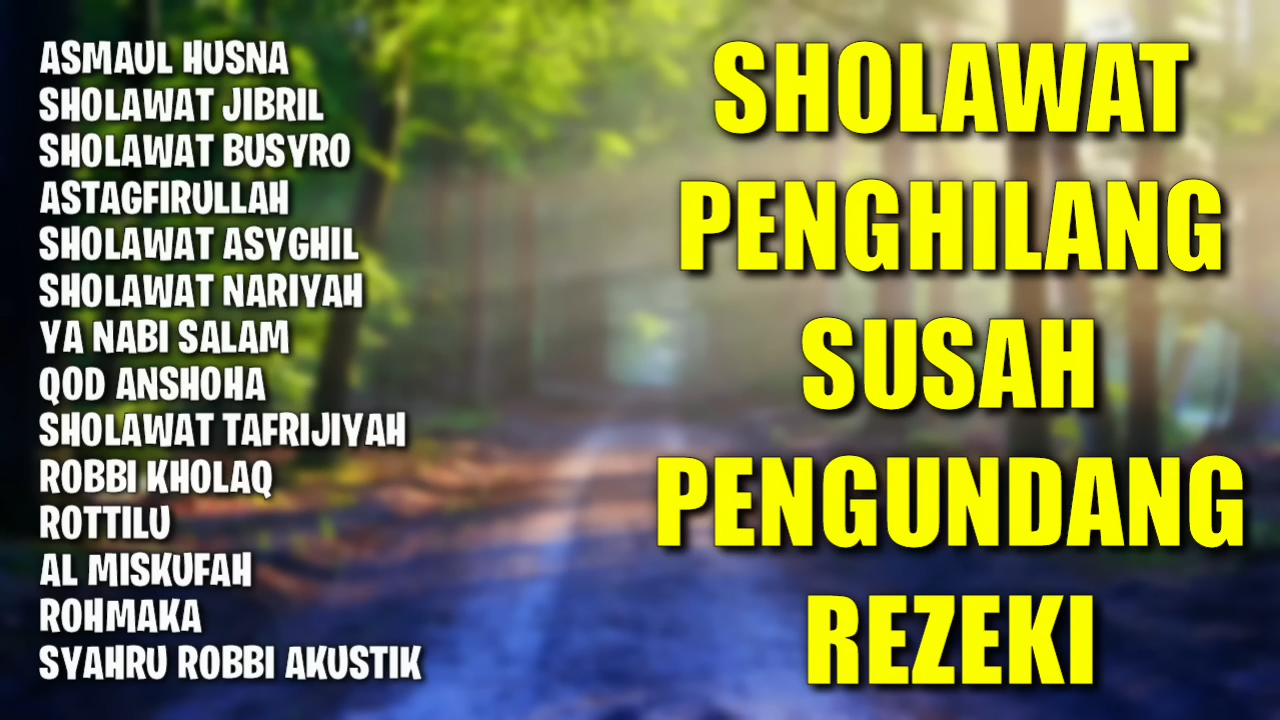 ASMAUL HUSNA
SHOLAWAT JIBRIL
SHOLAWAT BUSYRO
ASTAGFIRULLAH
SHOLAWAT ASYGHIL
SHOLAWAT NARIYAH
YA NABI SALAM
QOD ANSHOHA
SHOLAWAT TAFRIJIYAH
ROBBI KHOLAQ
ROTTILU
AL MISKUFAH
ROHMAKA
SYAHRU ROBBI AKUSTIK
SHOLAWAT
PENGHILANG
SUSAH
PENGUNDANG
REZEKI